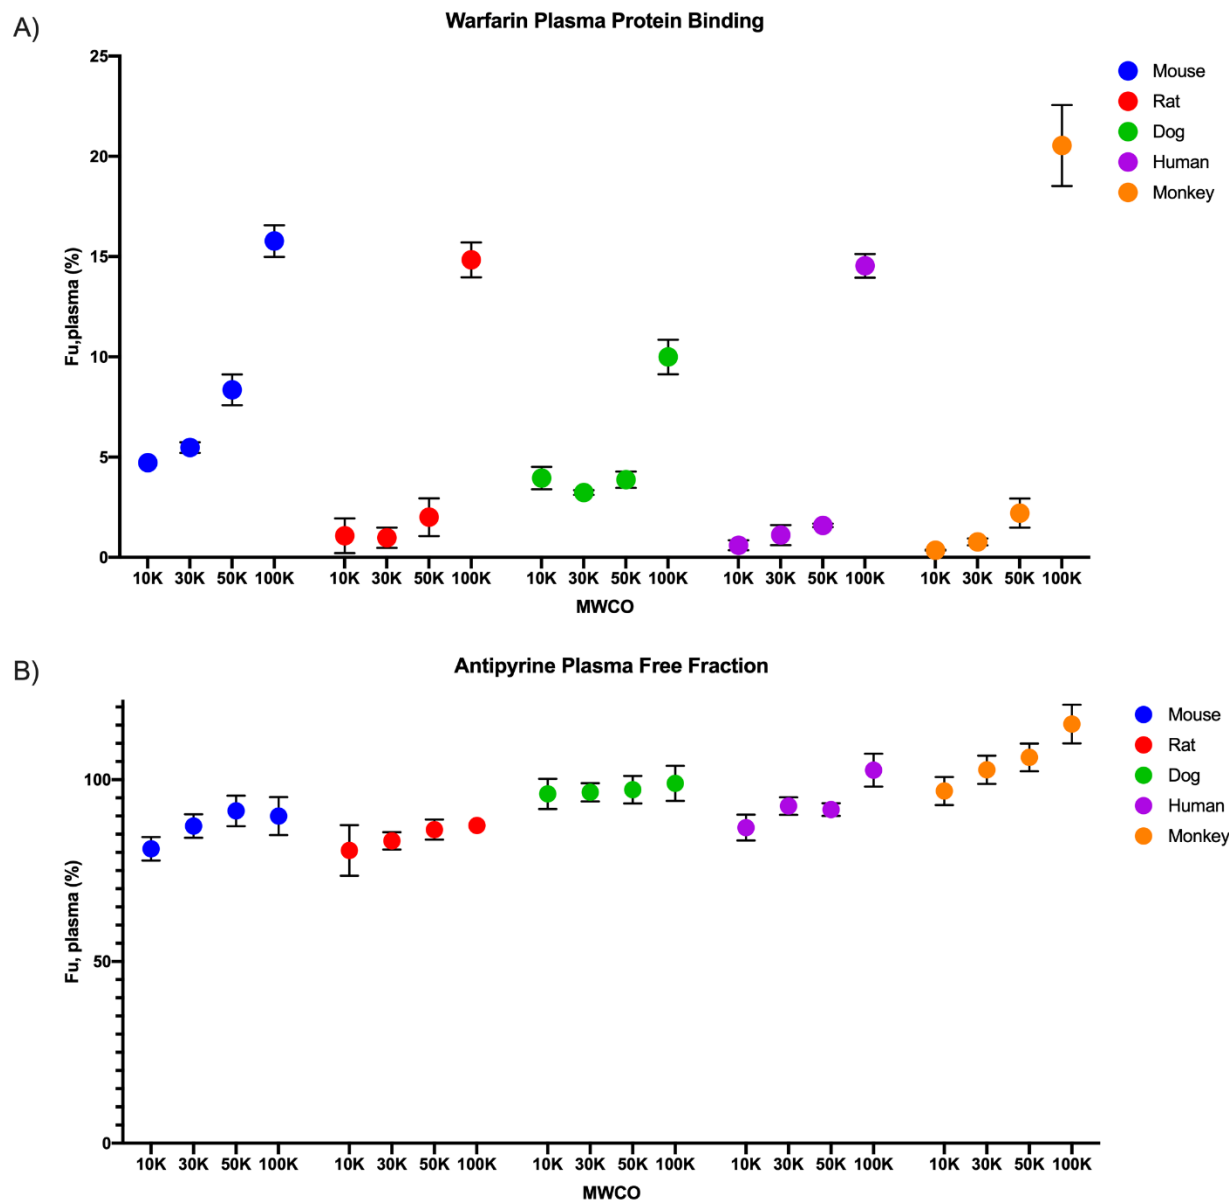 A)
Warfarin Plasma Protein Binding
25
20
15
10
5
0
Fu,plasma (%)
10K 30K 50K 100K 10K 30K 50K 100K 10K 30K 50K 100K 10K 30K 50K 100K 10K 30K 50K 100K
MWCO
Mouse
Rat
Dog
Human
Monkey
B)
Antipyrine Plasma Free Fraction
100
50
0
Fu, plasma (%)
10K 30K 50K 100K 10K 30K 50K 100K 10K 30K 50K 100K 10K 30K 50K 100K 10K 30K 50K 100K
MWCO
Mouse
Rat
Dog
Human
Monkey